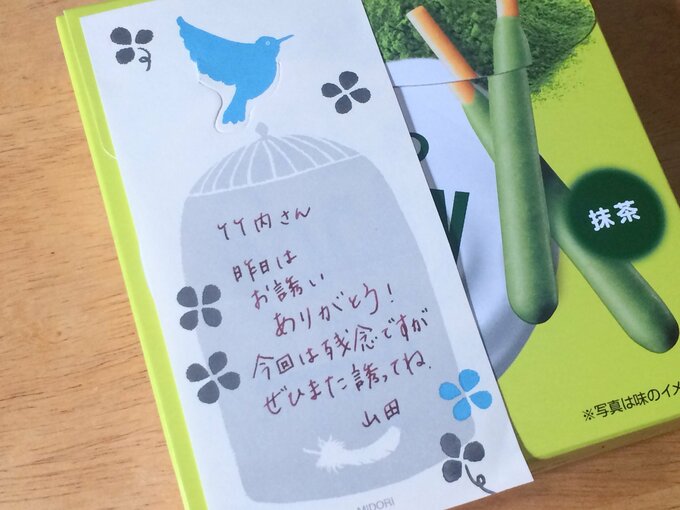 竹内さん
昨日は
お誘い
ありがとう!
今回は残念ですが
ぜひまた誘ってね.
山田
MIDORI
抹茶
※写真は味のイメ